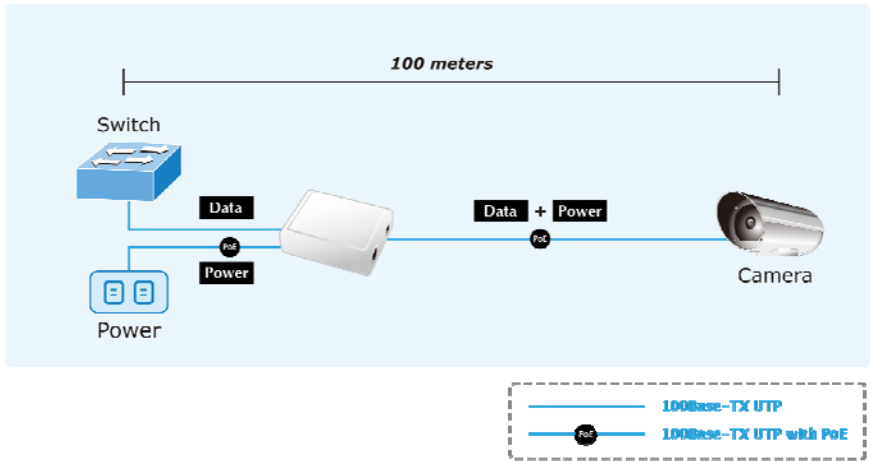 100 meters
Switch
Data
Data + Power
PoE
PoE
Power
Camera
Power
100Base-TX UTP
PoE
100Base-TX UTP with PoE